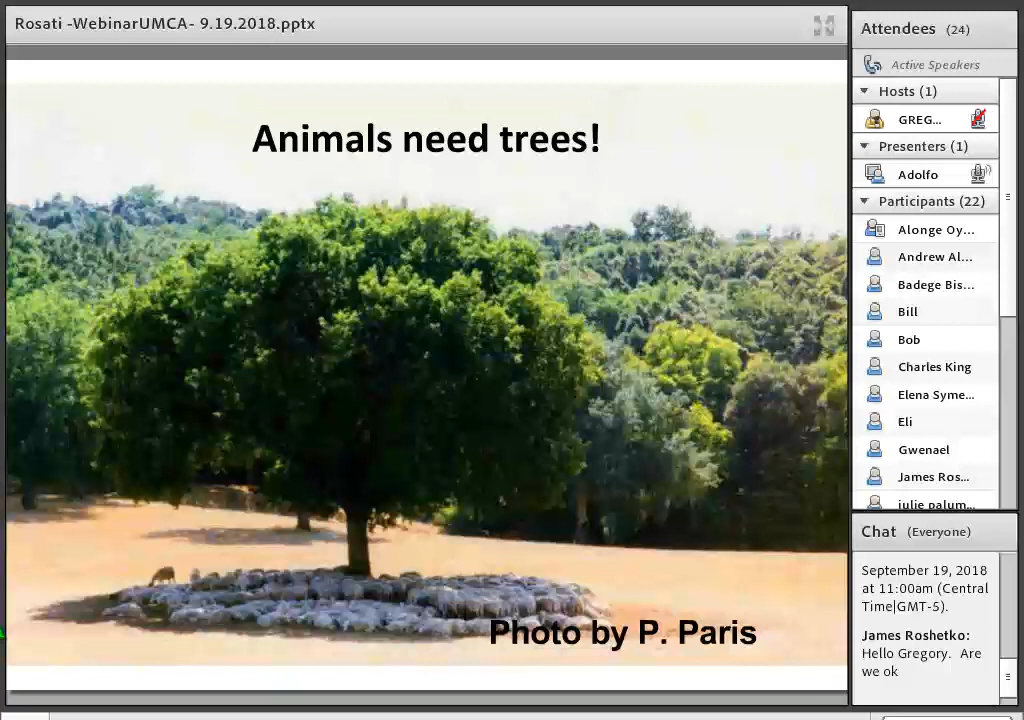 Rosati -WebinarUMCA- 9.19.2018.pptx
Animals need trees!
Photo by P. Paris
Attendees (24)
Active Speakers
Hosts (1)
GREG...
Presenters (1)
Adolfo
Participants (22)
Alonge Oy...
Andrew Al...
Badege Bis...
Bill
Bob
Charles King
Elena Syme...
Eli
Gwenael
James Ros...
julie palum...
Chat (Everyone)
September 19, 2018
at 11:00am (Central
Time|GMT-5).
James Roshetko:
Hello Gregory. Are
we ok